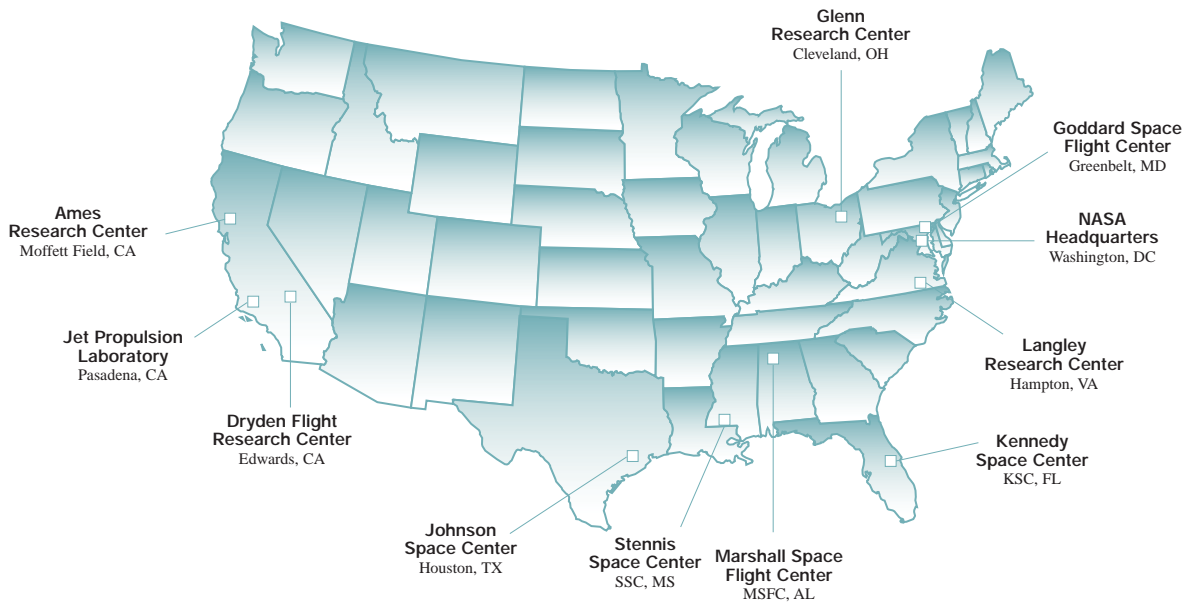 Glenn
Research Center
Cleveland, OH
Goddard Space
Flight Center
Greenbelt, MD
Ames
Research Center
Moffett Field, CA
NASA
Headquarters
Washington, DC
Jet Propulsion
Laboratory
Pasadena, CA
Langley
Research Center
Hampton, VA
Dryden Flight
Research Center
Edwards, CA
Kennedy
Space Center
KSC, FL
Johnson
Space Center
Houston, TX
Stennis
Space Center
SSC, MS
Marshall Space
Flight Center
MSFC, AL